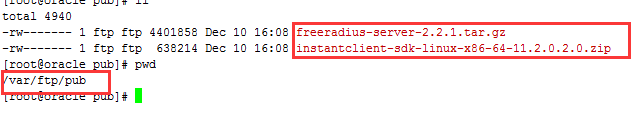 [root@oracle pub]# ll
total 4940
-rw------- 1 ftp ftp 4401858 Dec 10 16:08 freeradius-server-2.2.1.tar.gz
-rw------- 1 ftp ftp  638214 Dec 10 16:08 instantclient-sdk-linux-x86-64-11.2.0.2.0.zip
[root@oracle pub]# pwd
/var/ftp/pub
[root@oracle pub]#